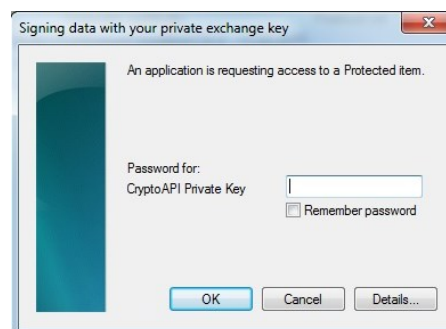 Signing data with your private exchange key
An application is requesting access to a Protected item.
Password for:
CryptoAPI Private Key
Remember password
OK
Cancel
Details...